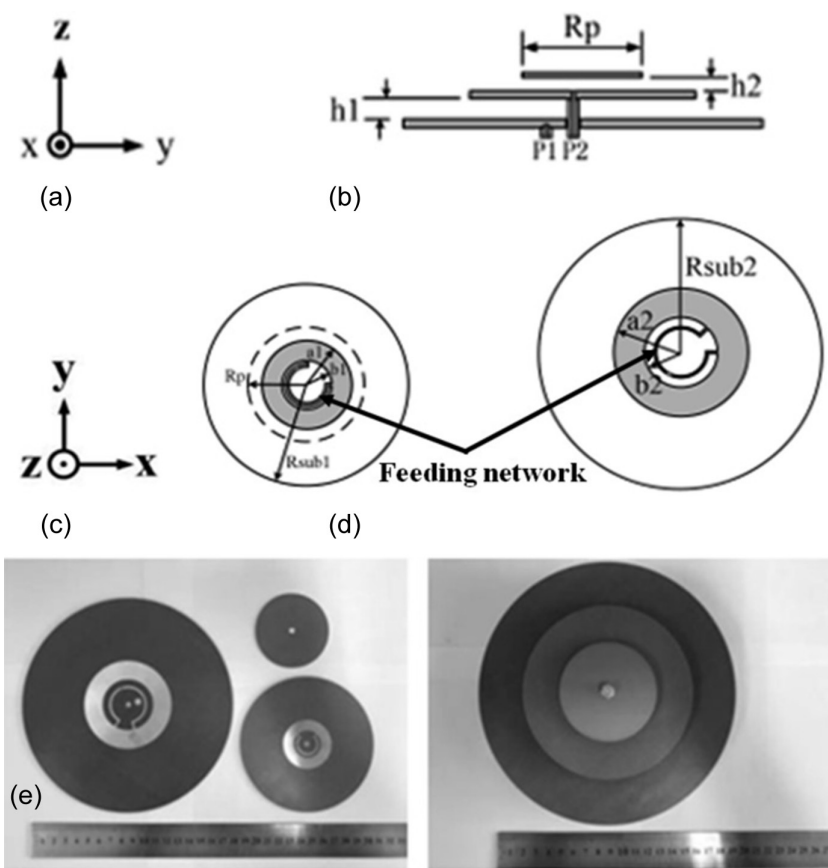 z
x y
(a)
Rp
h1 h2
P1 P2
(b)
y
z x
(c)
Rp a1 b1
Rsub1
Rsub2
a2
b2
Feeding network
(d)
(e)